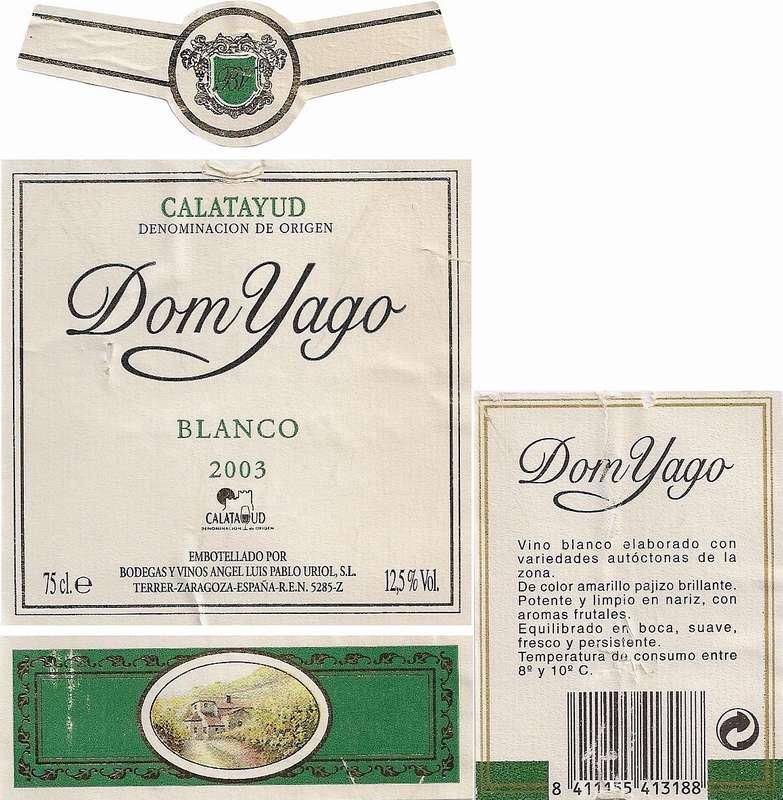 CALATAYUD
DENOMINACION DE ORIGEN
Dom Yago
BLANCO
2003
CALATAYUD
DENOMINACION DE ORIGEN
EMBOTELLADO POR
BODEGAS Y VINOS ANGEL LUIS PABLO URIOL, S.L.
TERRER-ZARAGOZA-ESPAÑA-R.E.N. 5285-Z
75 cl. e
12,5 % Vol.
Dom Yago
Vino blanco elaborado con
variedades autóctonas de la
zona.
De color amarillo pajizo brillante.
Potente y limpio en nariz, con
aromas frutales.
Equilibrado en boca, suave,
fresco y persistente.
Temperatura de consumo entre
8º y 10º C.
8 411155 413188